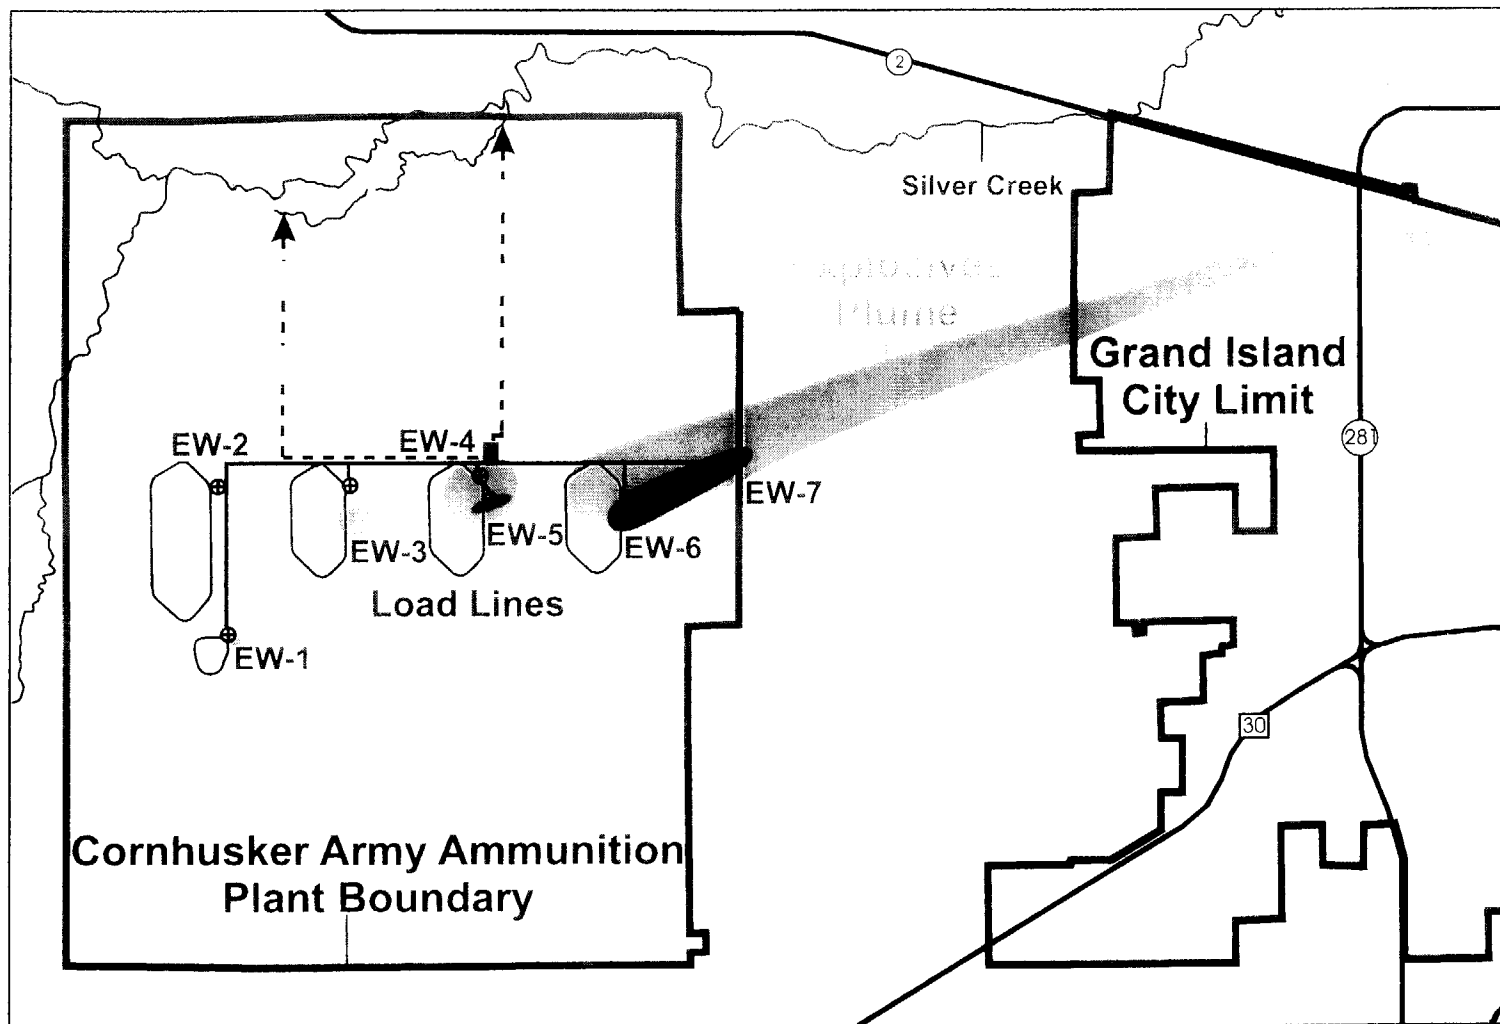 2
Silver Creek
Plume
Grand Island
City Limit
281
EW-2
EW-4
EW-7
EW-5
EW-6
EW-3
Load Lines
EW-1
30
Cornhusker Army Ammunition
Plant Boundary